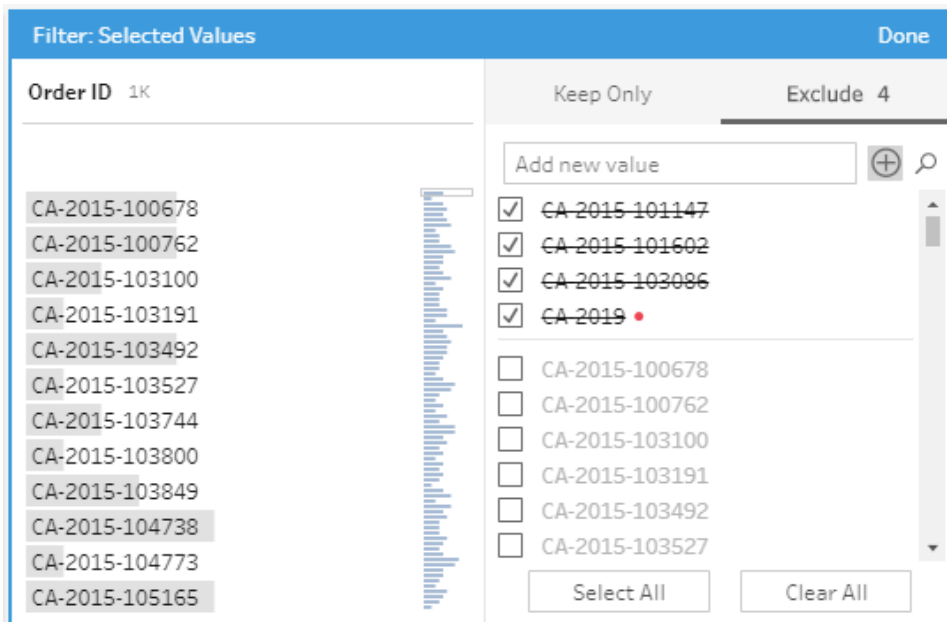 Filter: Selected Values Done
Order ID 1K
Keep Only Exclude 4
Add new value
CA-2015-100678
CA-2015-100762
CA-2015-103100
CA-2015-103191
CA-2015-103492
CA-2015-103527
CA-2015-103744
CA-2015-103800
CA-2015-103849
CA-2015-104738
CA-2015-104773
CA-2015-105165
CA-2015-101147
CA-2015-101602
CA-2015-103086
CA-2019
CA-2015-100678
CA-2015-100762
CA-2015-103100
CA-2015-103191
CA-2015-103492
CA-2015-103527
Select All Clear All